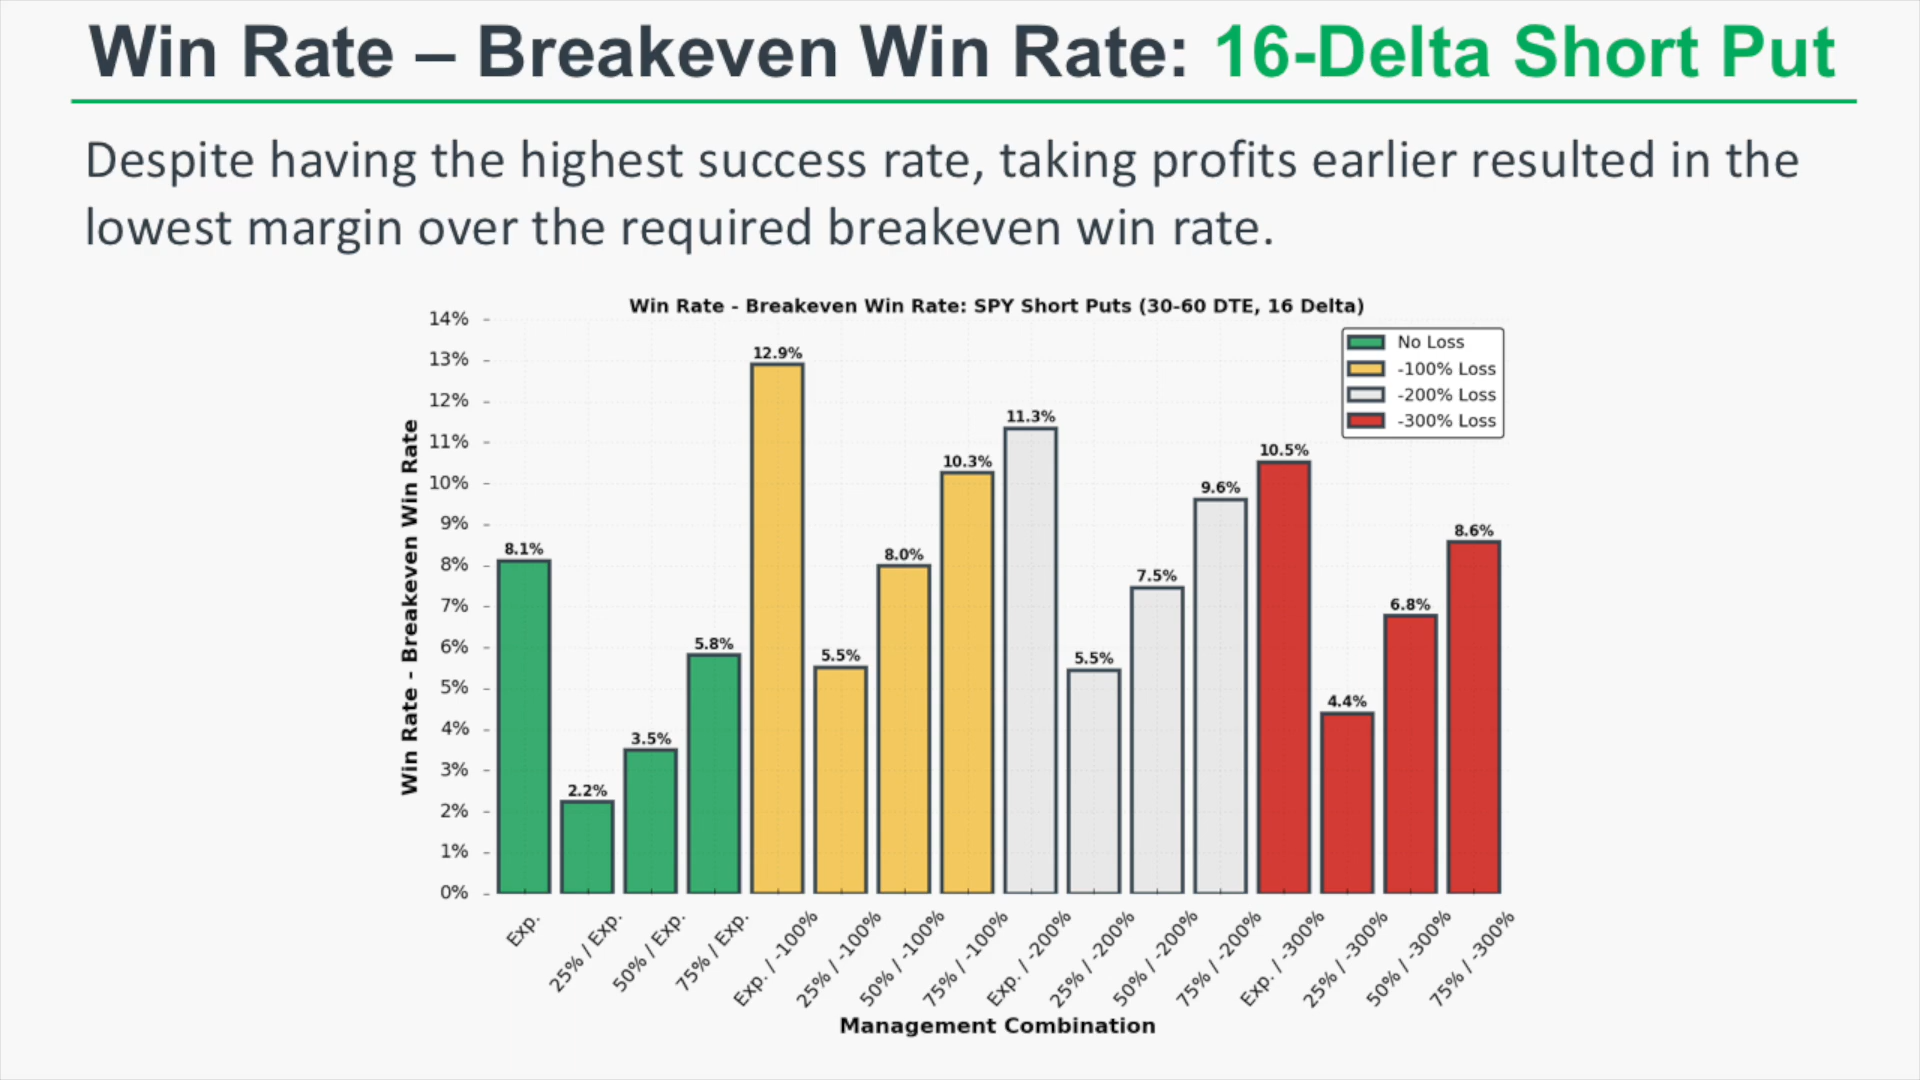 Win Rate – Breakeven Win Rate: 16-Delta Short Put
Despite having the highest success rate, taking profits earlier resulted in the
lowest margin over the required breakeven win rate.
Win Rate - Breakeven Win Rate: SPY Short Puts (30-60 DTE, 16 Delta)
No Loss
-100% Loss
-200% Loss
-300% Loss
Win Rate - Breakeven Win Rate
14%
13%
12%
11%
10%
9%
8%
7%
6%
5%
4%
3%
2%
1%
0%
8.1%
2.2%
3.5%
5.8%
12.9%
5.5%
8.0%
10.3%
11.3%
5.5%
7.5%
9.6%
10.5%
4.4%
6.8%
8.6%
Exp.
25% / Exp.
50% / Exp.
75% / Exp.
Exp. / -100%
25% / -100%
50% / -100%
75% / -100%
Exp. / -200%
25% / -200%
50% / -200%
75% / -200%
Exp. / -300%
25% / -300%
50% / -300%
75% / -300%
Management Combination